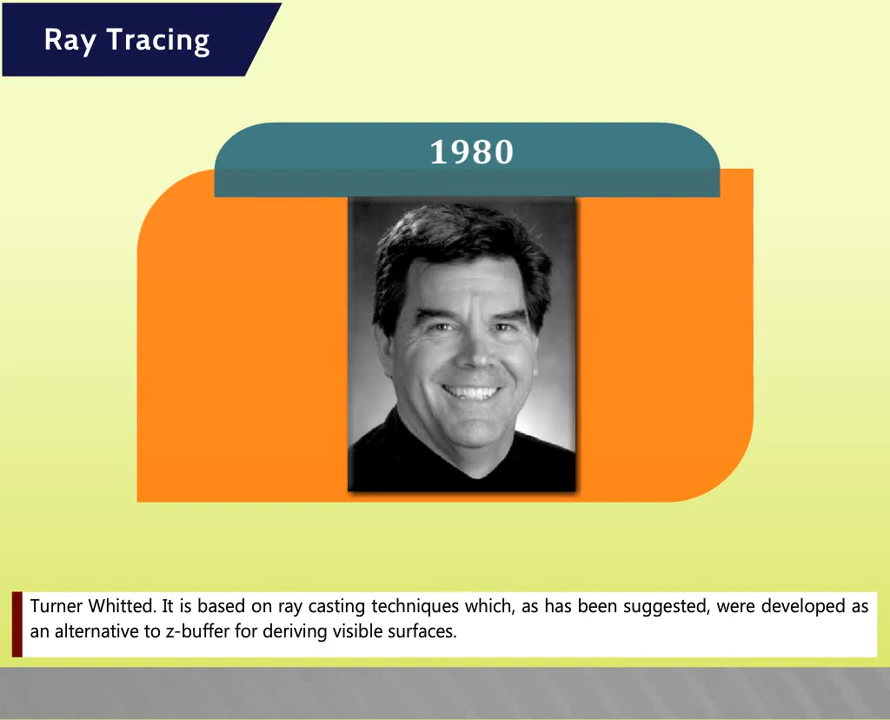 Ray Tracing
1980
Turner Whitted. It is based on ray casting techniques which, as has been suggested, were developed as
an alternative to z-buffer for deriving visible surfaces.